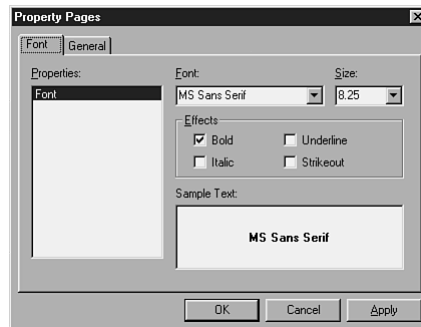 Property Pages
Font General
Properties:
Font
Font:
MS Sans Serif
Size:
8.25
Effects
Bold Underline
Italic Strikeout
Sample Text:
MS Sans Serif
OK Cancel Apply